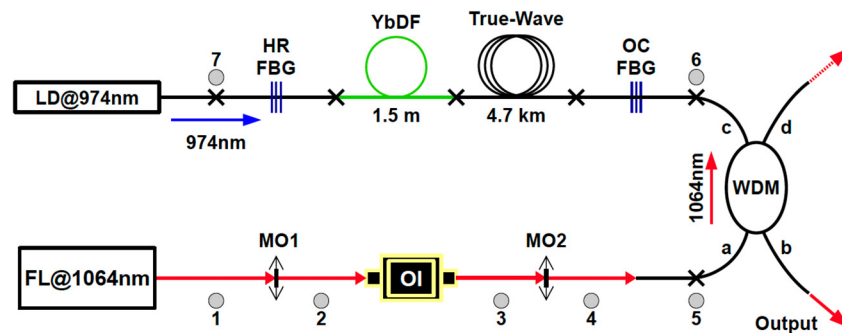 7
HR
FBG
YbDF
True-Wave
OC
FBG
6
LD@974nm
974nm
1.5 m
4.7 km
c
d
1064nm
WDM
MO1
MO2
a
b
FL@1064nm
OI
1
2
3
4
5
Output